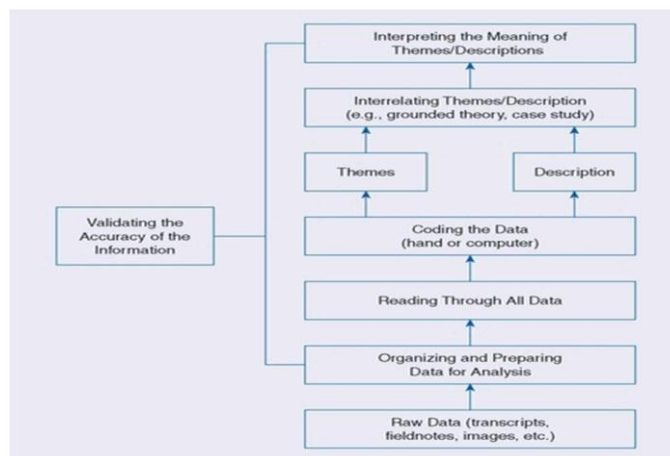 Interpreting the Meaning of
Themes/Descriptions
Interrelating Themes/Description
(e.g., grounded theory, case study)
Themes
Description
Validating the
Accuracy of the
Information
Coding the Data
(hand or computer)
Reading Through All Data
Organizing and Preparing
Data for Analysis
Raw Data (transcripts,
fieldnotes, images, etc.)